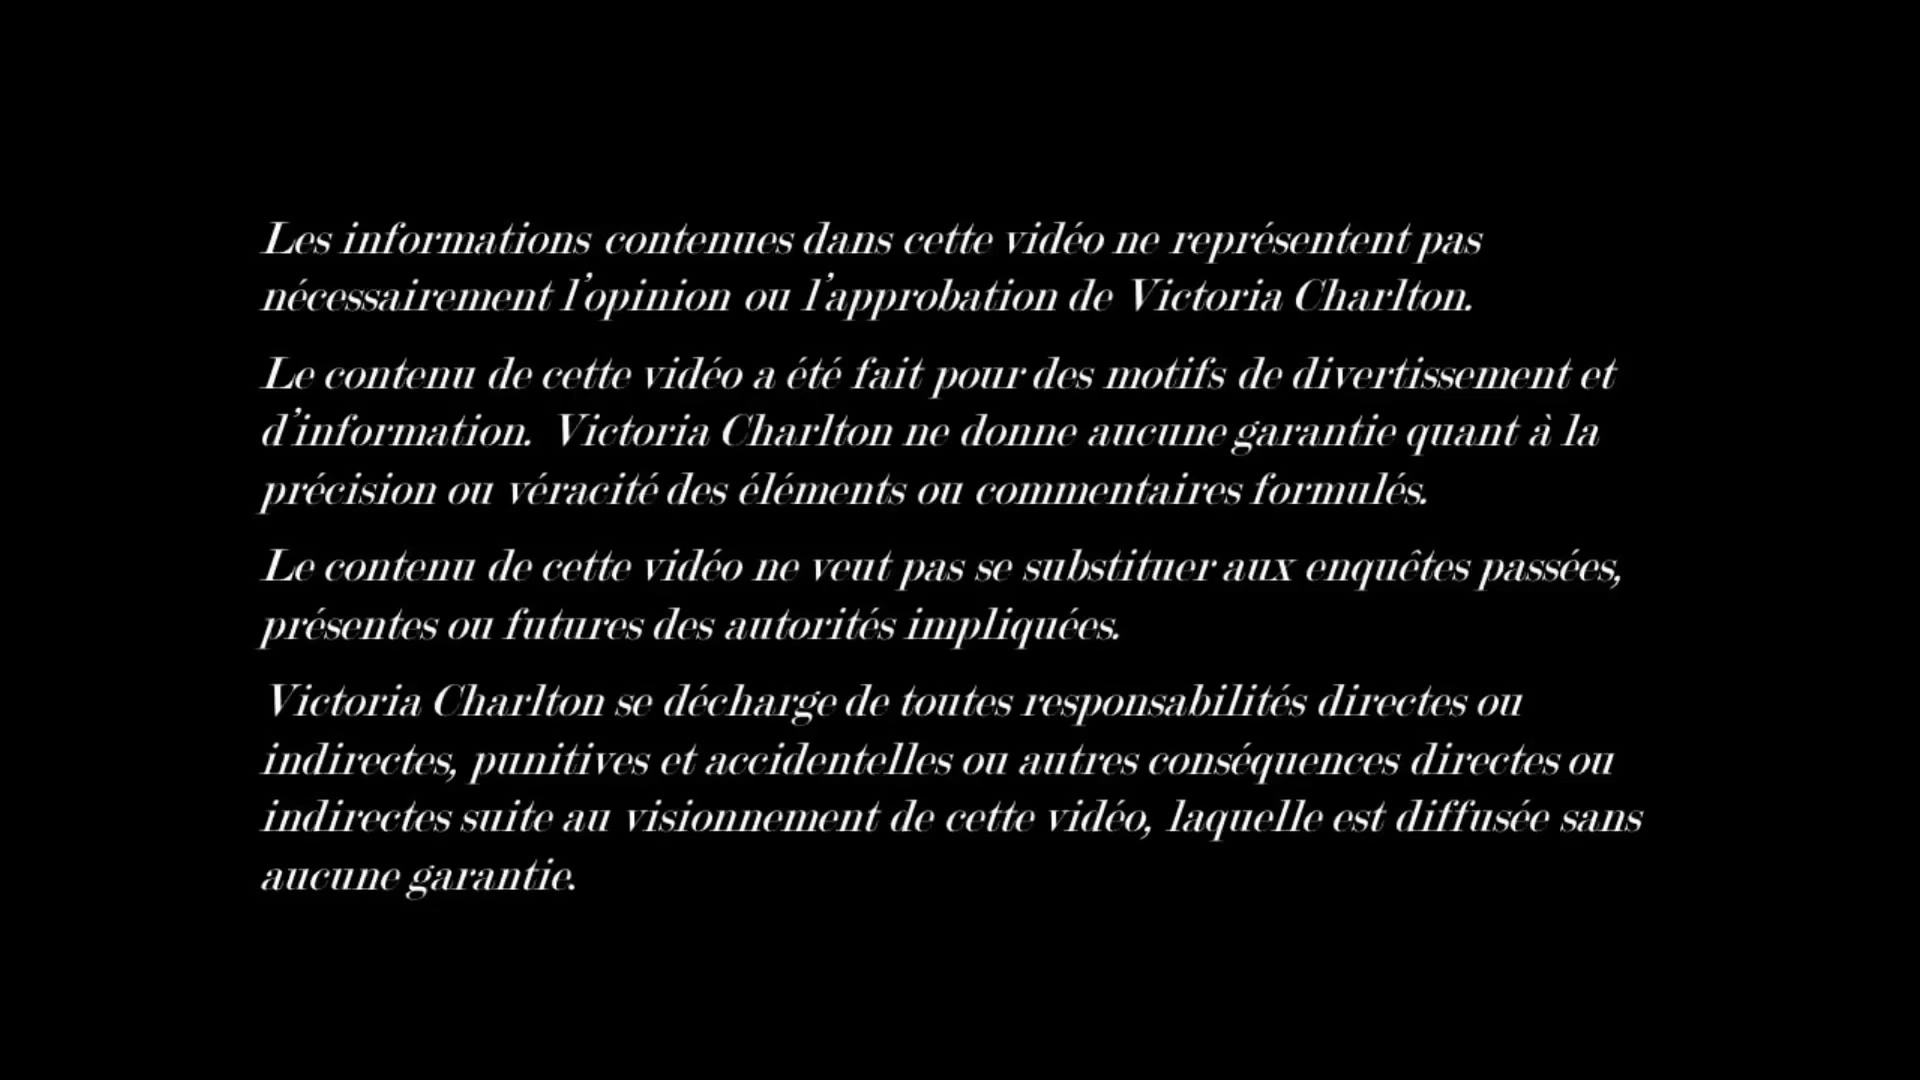 Les informations contenues dans cette vidéo ne représentent pas
nécessairement l’opinion ou l’approbation de Victoria Charlton.
Le contenu de cette vidéo a été fait pour des motifs de divertissement et
d’information. Victoria Charlton ne donne aucune garantie quant à la
précision ou véracité des éléments ou commentaires formulés.
Le contenu de cette vidéo ne veut pas se substituer aux enquêtes passées,
présentes ou futures des autorités impliquées.
Victoria Charlton se décharge de toutes responsabilités directes ou
indirectes, punitives et accidentelles ou autres conséquences directes ou
indirectes suite au visionnement de cette vidéo, laquelle est diffusée sans
aucune garantie.